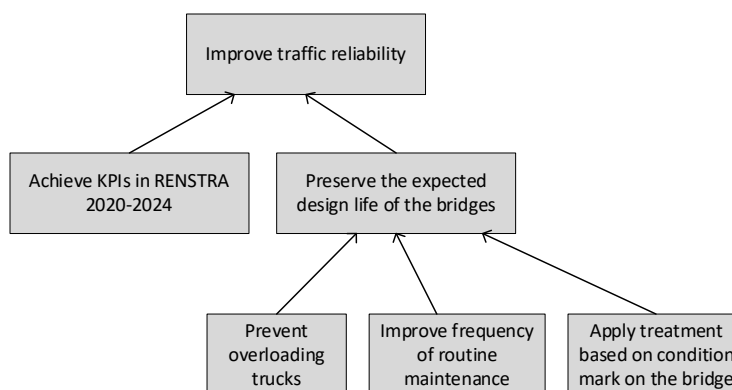 Improve traffic reliability
Achieve KPIs in RENSTRA
2020-2024
Preserve the expected
design life of the bridges
Prevent
overloading
trucks
Improve frequency
of routine
maintenance
Apply treatment
based on condition
mark on the bridge